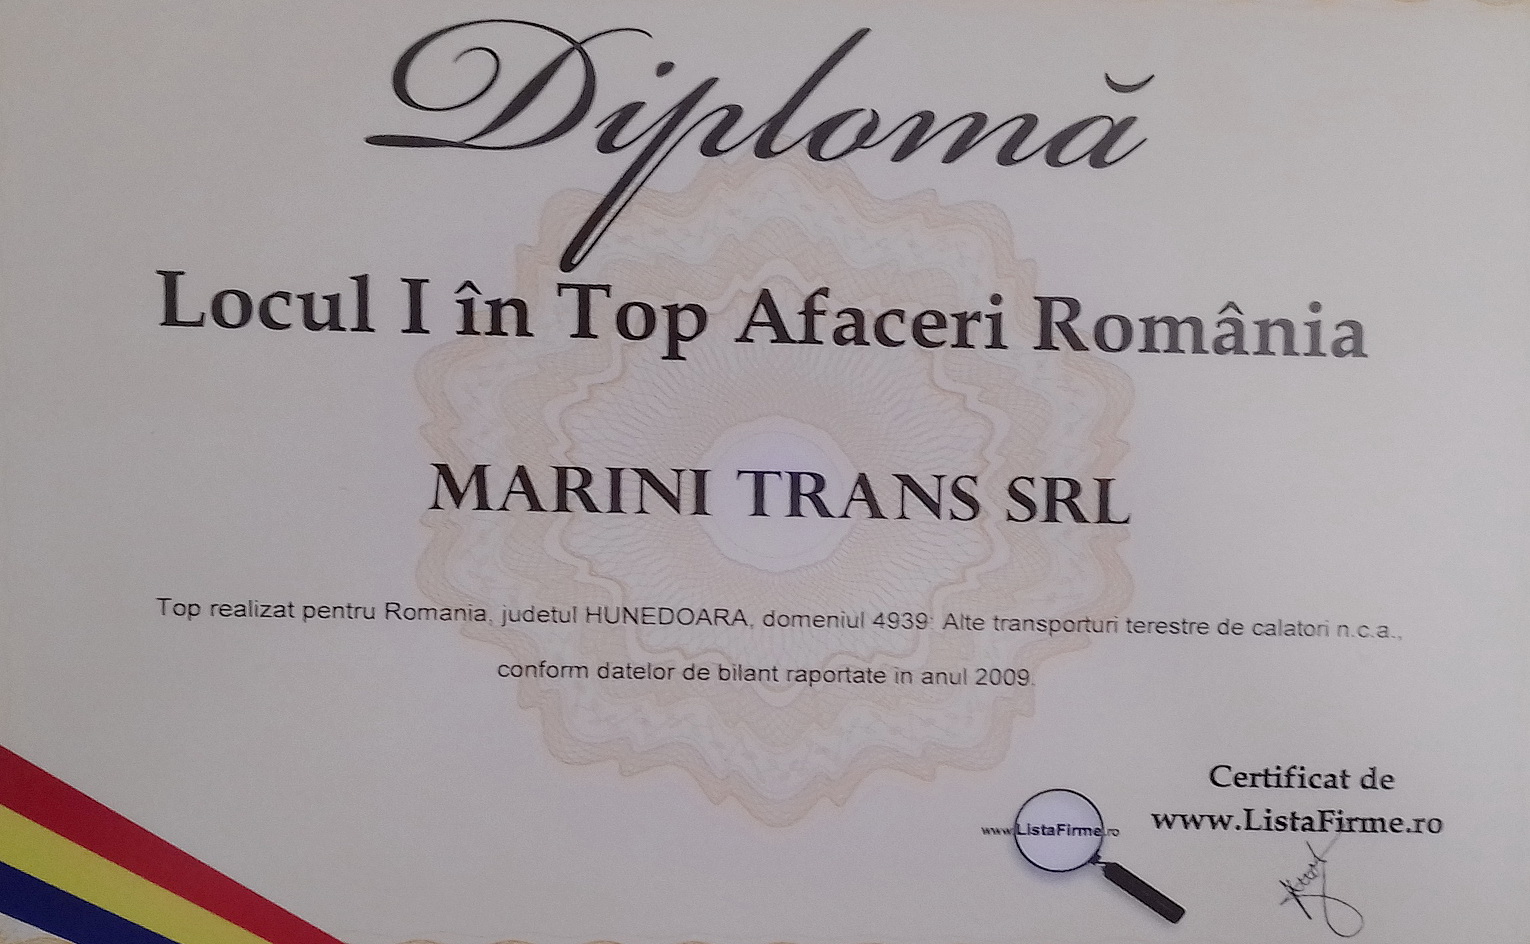 Diplomă
Locul I în Top Afaceri România
MARINI TRANS SRL
Top realizat pentru Romania, judetul HUNEDOARA, domeniul 4939: Alte transporturi terestre de calatori n.c.a.,
conform datelor de bilant raportate in anul 2009.
Certificat de
www.ListaFirme.ro
www.ListaFirme.ro